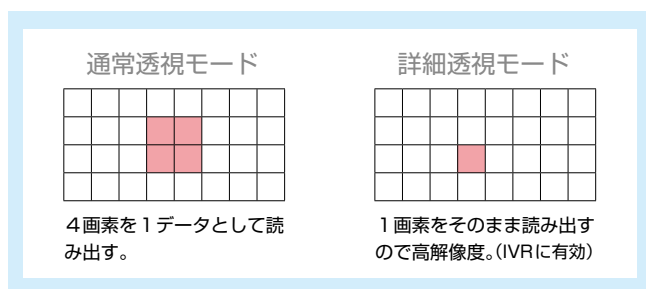 通常透視モード
４画素を１データとして読
み出す。
詳細透視モード
１画素をそのまま読み出す
ので高解像度。（IVRに有効）